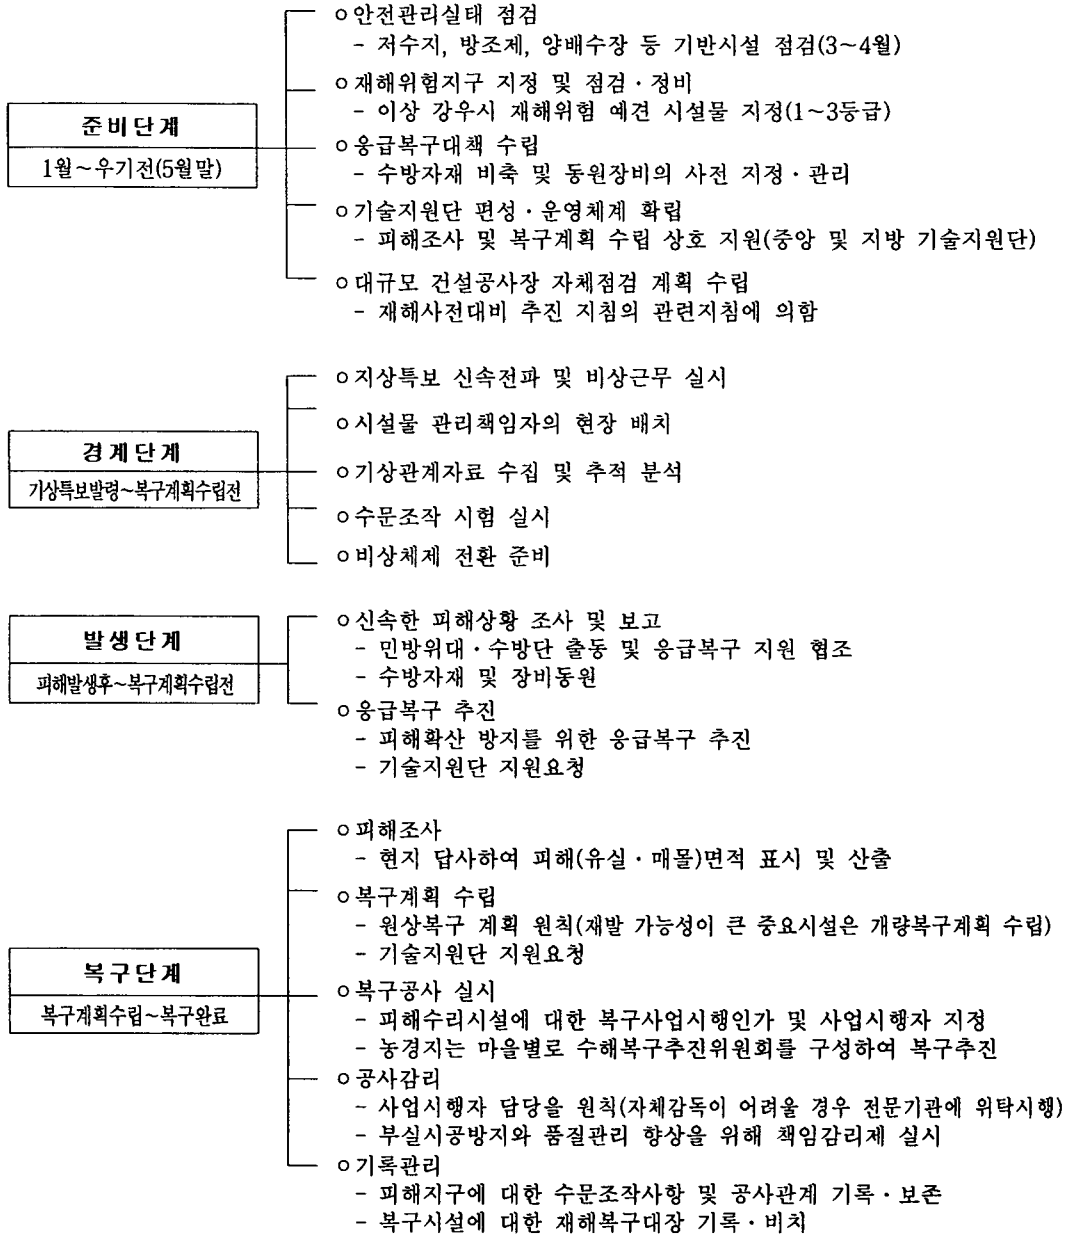 ㅇ안전관리실태 점검
- 저수지, 방조제, 양배수장 등 기반시설 점검(3~4월)
ㅇ재해위험지구 지정 및 점검·정비
- 이상 강우시 재해위험 예견 시설물 지정(1~3등급)
준비단계
1월~우기전(5월말)
ㅇ응급복구대책 수립
- 수방자재 비축 및 동원장비의 사전 지정·관리
ㅇ기술지원단 편성·운영체계 확립
- 피해조사 및 복구계획 수립 상호 지원(중앙 및 지방 기술지원단)
ㅇ대규모 건설공사장 자체점검 계획 수립
- 재해사전대비 추진 지침의 관련지침에 의함
ㅇ지상특보 신속전파 및 비상근무 실시
ㅇ시설물 관리책임자의 현장 배치
경계단계
기상특보발령~복구계획수립전
ㅇ기상관계자료 수집 및 추적 분석
ㅇ수문조작 시험 실시
ㅇ비상체제 전환 준비
발생단계
피해발생후~복구계획수립전
ㅇ신속한 피해상황 조사 및 보고
- 민방위대·수방단 출동 및 응급복구 지원 협조
- 수방자재 및 장비동원
ㅇ응급복구 추진
- 피해확산 방지를 위한 응급복구 추진
- 기술지원단 지원요청
ㅇ피해조사
- 현지 답사하여 피해(유실·매몰)면적 표시 및 산출
ㅇ복구계획 수립
- 원상복구 계획 원칙(재발 가능성이 큰 중요시설은 개량복구계획 수립)
- 기술지원단 지원요청
복구단계
복구계획수립~복구완료
ㅇ복구공사 실시
- 피해수리시설에 대한 복구사업시행인가 및 사업시행자 지정
- 농경지는 마을별로 수해복구추진위원회를 구성하여 복구추진
ㅇ공사감리
- 사업시행자 담당을 원칙(자체감독이 어려울 경우 전문기관에 위탁시행)
- 부실시공방지와 품질관리 향상을 위해 책임감리제 실시
ㅇ기록관리
- 피해지구에 대한 수문조작사항 및 공사관계 기록·보존
- 복구시설에 대한 재해복구대장 기록·비치